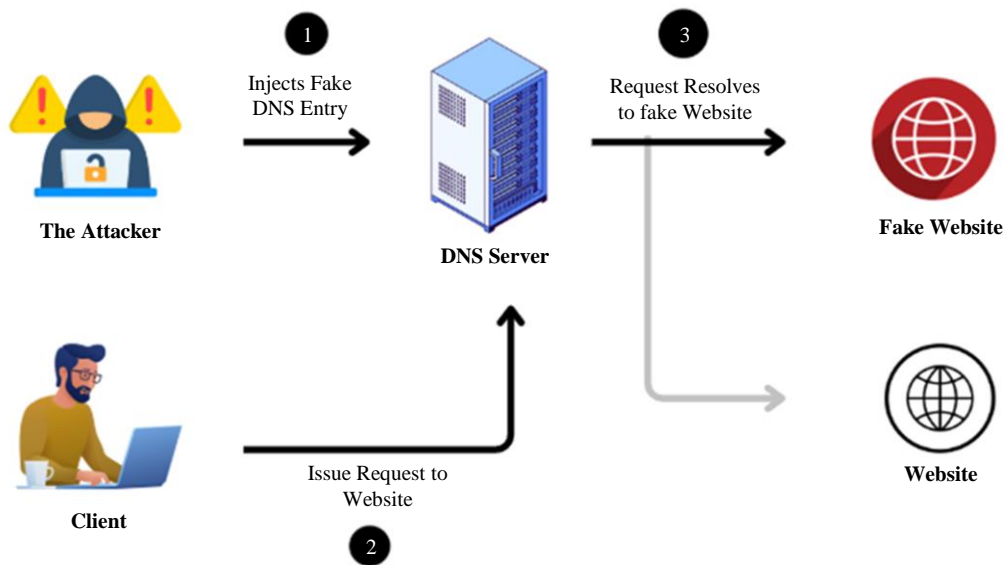 1
Injects Fake
DNS Entry
The Attacker
DNS Server
3
Request Resolves
to fake Website
Fake Website
Client
Issue Request to
Website
2
Website